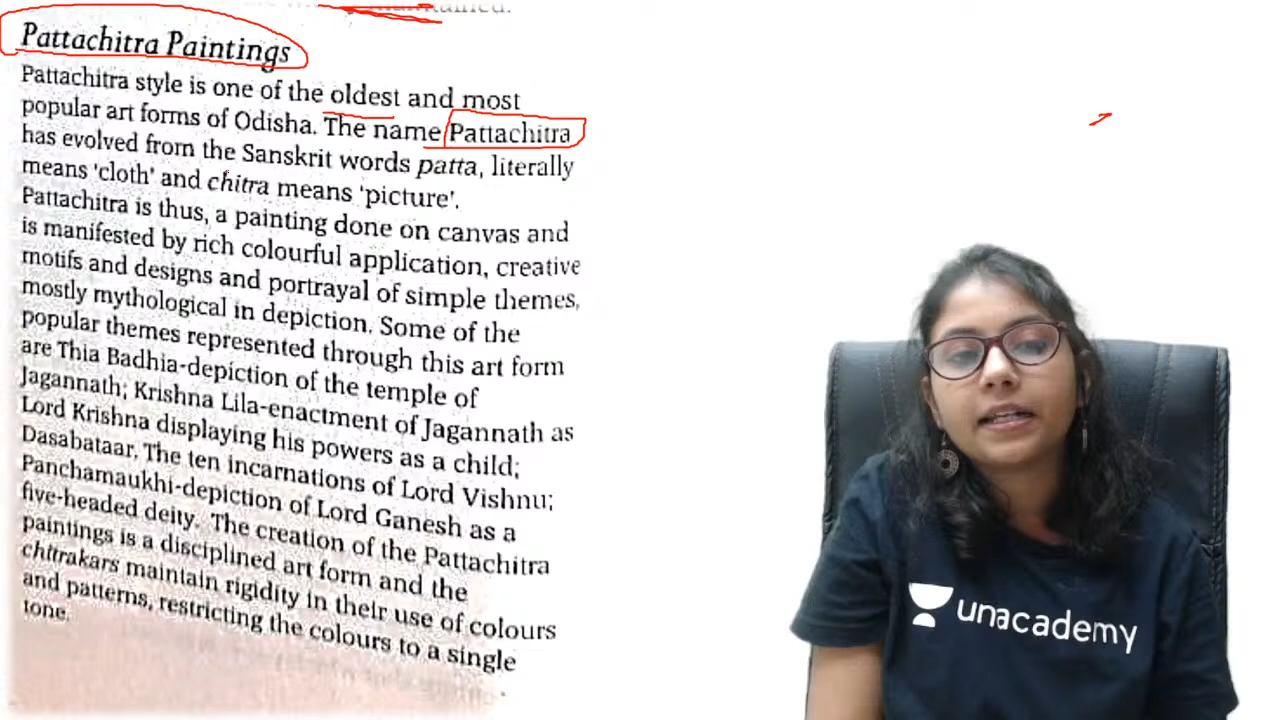 Pattachitra Paintings
Pattachitra style is one of the oldest and most
popular art forms of Odisha. The name Pattachitra
has evolved from the Sanskrit words patta, literally
means 'cloth' and chitra means 'picture'.
Pattachitra is thus, a painting done on canvas and
is manifested by rich colourful application, creative
motifs and designs and portrayal of simple themes,
mostly mythological in depiction. Some of the
popular themes represented through this art form
are Thia Badhia-depiction of the temple of
Jagannath; Krishna Lila-enactment of Jagannath as
Lord Krishna displaying his powers as a child;
Dasabataar, The ten incarnations of Lord Vishnu;
Panchamaukhi-depiction of Lord Ganesh as a
five-headed deity. The creation of the Pattachitra
paintings is a disciplined art form and the
chitrakars maintain rigidity in their use of colours
and patterns, restricting the colours to a single
tone.
unacademy